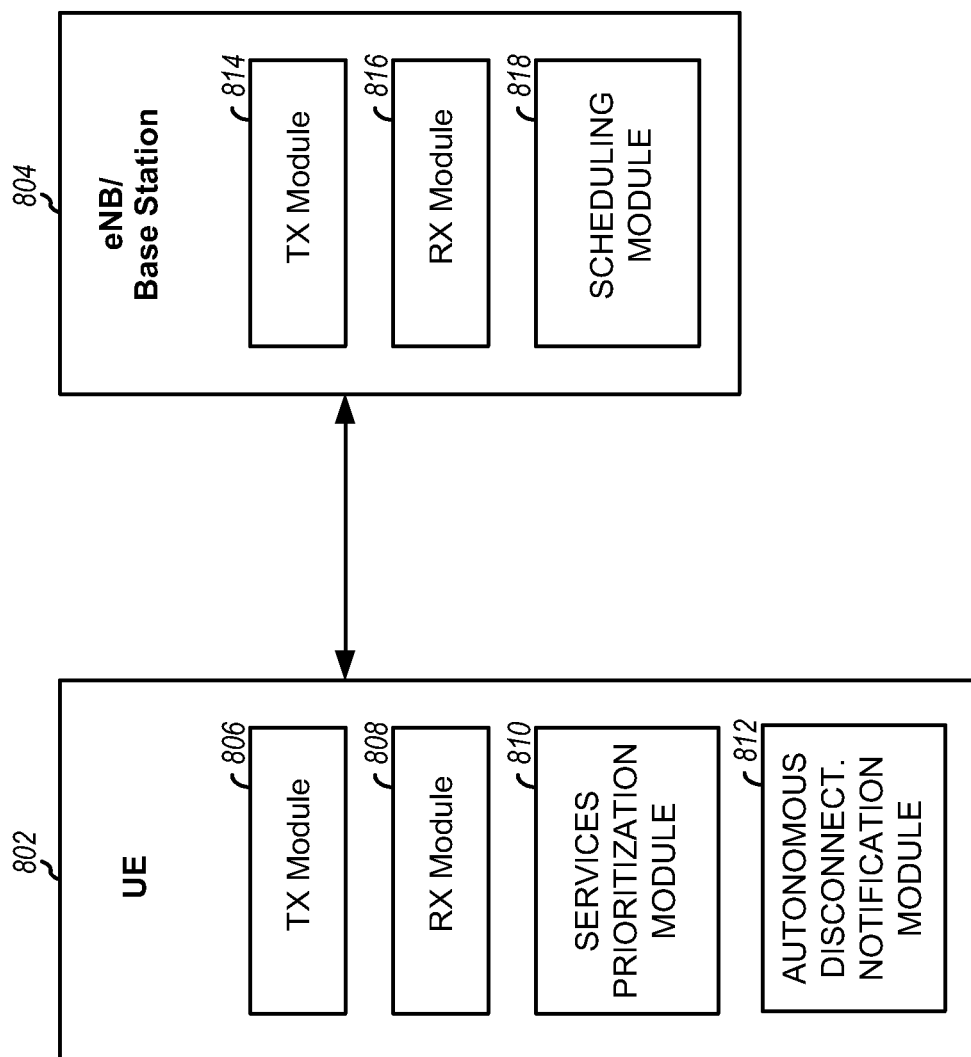 802
UE
806
TX Module
808
RX Module
810
SERVICES
PRIORITIZATION
MODULE
812
AUTONOMOUS
DISCONNECT.
NOTIFICATION
MODULE
804
eNB/
Base Station
814
TX Module
816
RX Module
818
SCHEDULING
MODULE